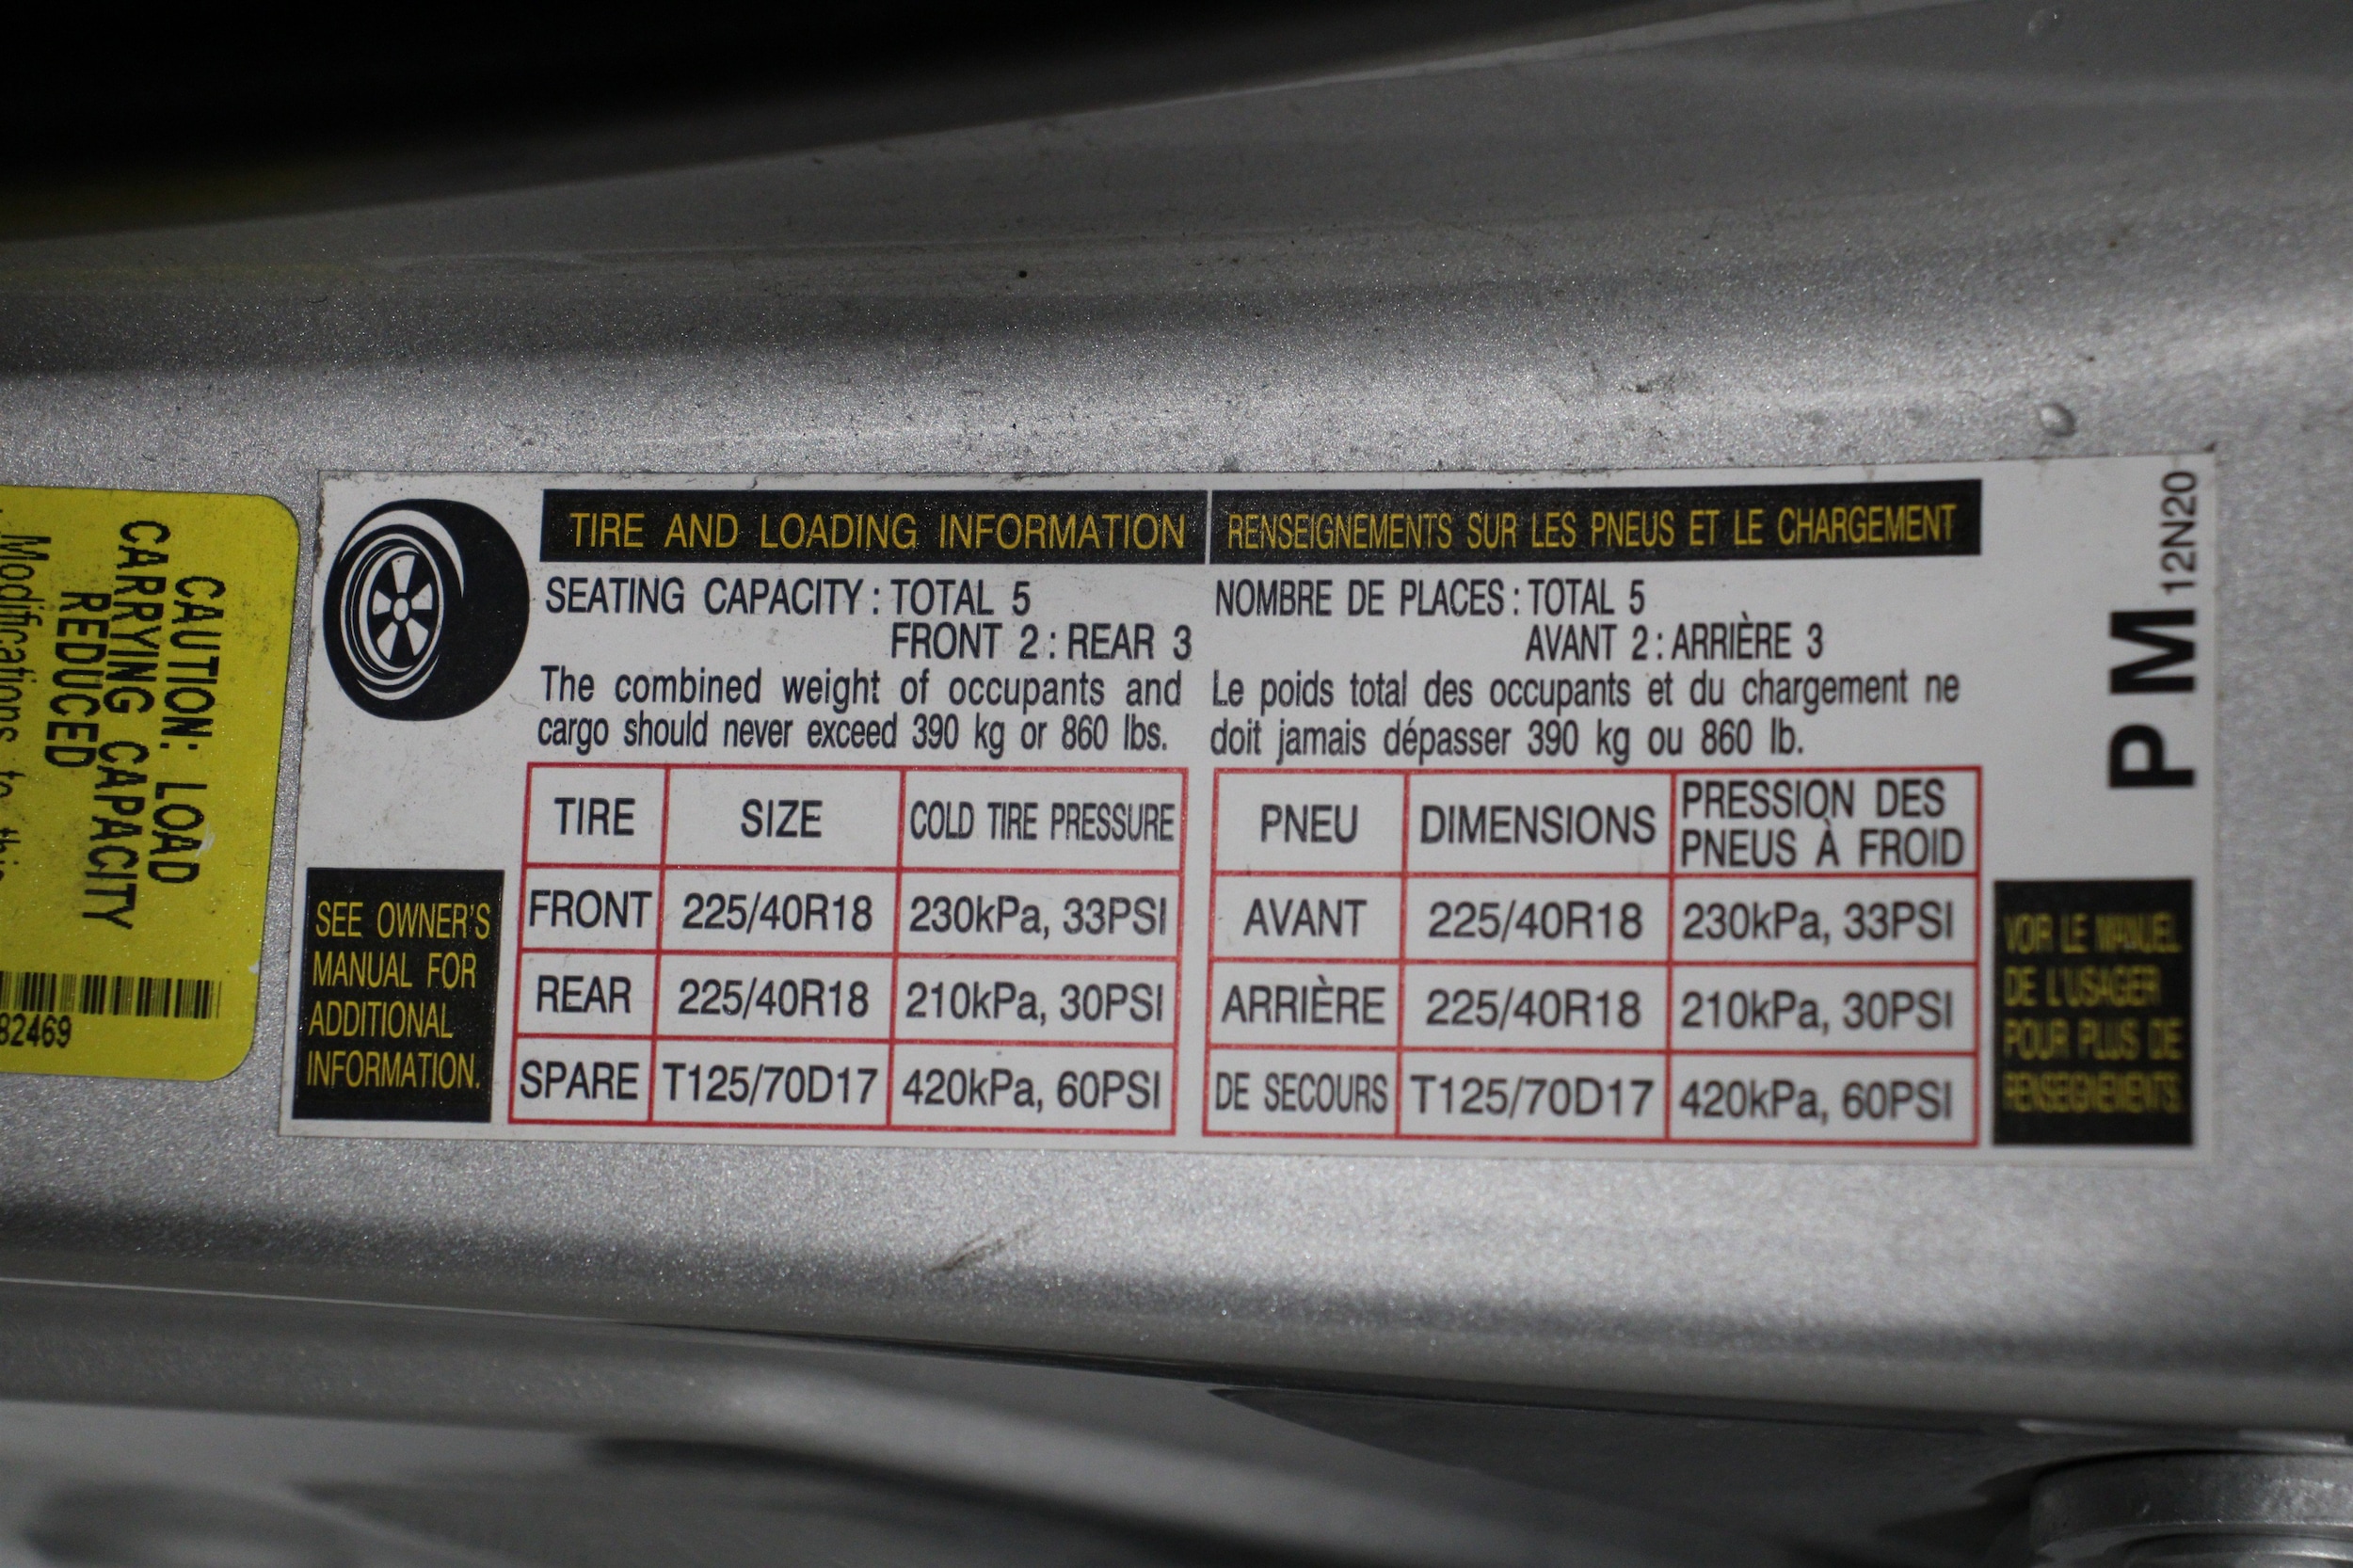 CAUTION: LOAD
CARRYING CAPACITY
REDUCED
Modifications to
82469
TIRE AND LOADING INFORMATION
SEATING CAPACITY : TOTAL 5
FRONT 2 : REAR 3
The combined weight of occupants and
cargo should never exceed 390 kg or 860 lbs.
TIRE SIZE COLD TIRE PRESSURE
FRONT 225/40R18 230kPa, 33PSI
REAR 225/40R18 210kPa, 30PSI
SPARE T125/70D17 420kPa, 60PSI
SEE OWNER'S
MANUAL FOR
ADDITIONAL
INFORMATION.
RENSEIGNEMENTS SUR LES PNEUS ET LE CHARGEMENT
NOMBRE DE PLACES : TOTAL 5
AVANT 2 : ARRIÈRE 3
Le poids total des occupants et du chargement ne
doit jamais dépasser 390 kg ou 860 lb.
PNEU DIMENSIONS PRESSION DES
PNEUS À FROID
AVANT 225/40R18 230kPa, 33PSI
ARRIÈRE 225/40R18 210kPa, 30PSI
DE SECOURS T125/70D17 420kPa, 60PSI
VOIR LE MANUEL
DE L'USAGER
POUR PLUS DE
RENSEIGNEMENTS.
PM 12N20